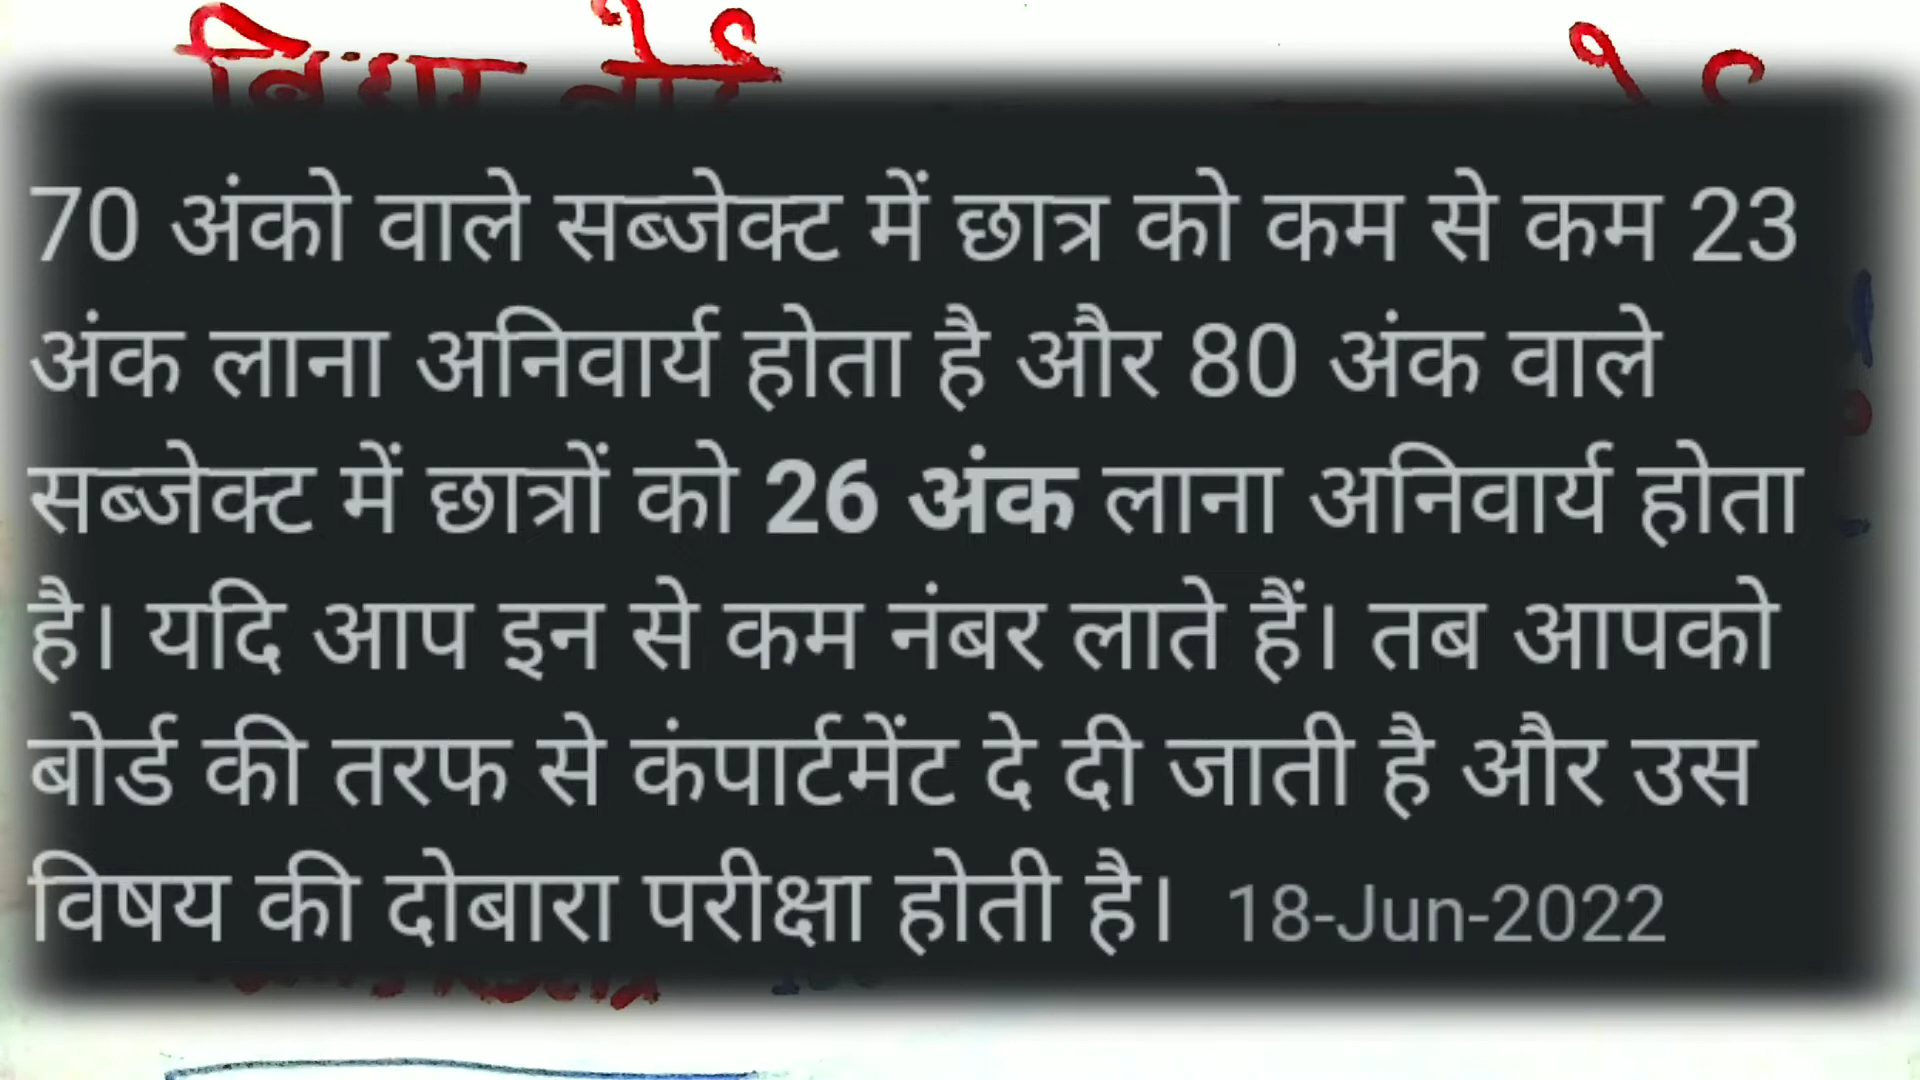 70 अंको वाले सब्जेक्ट में छात्र को कम से कम 23
अंक लाना अनिवार्य होता है और 80 अंक वाले
सब्जेक्ट में छात्रों को 26 अंक लाना अनिवार्य होता
है। यदि आप इन से कम नंबर लाते हैं। तब आपको
बोर्ड की तरफ से कंपार्टमेंट दे दी जाती है और उस
विषय की दोबारा परीक्षा होती है। 18-Jun-2022